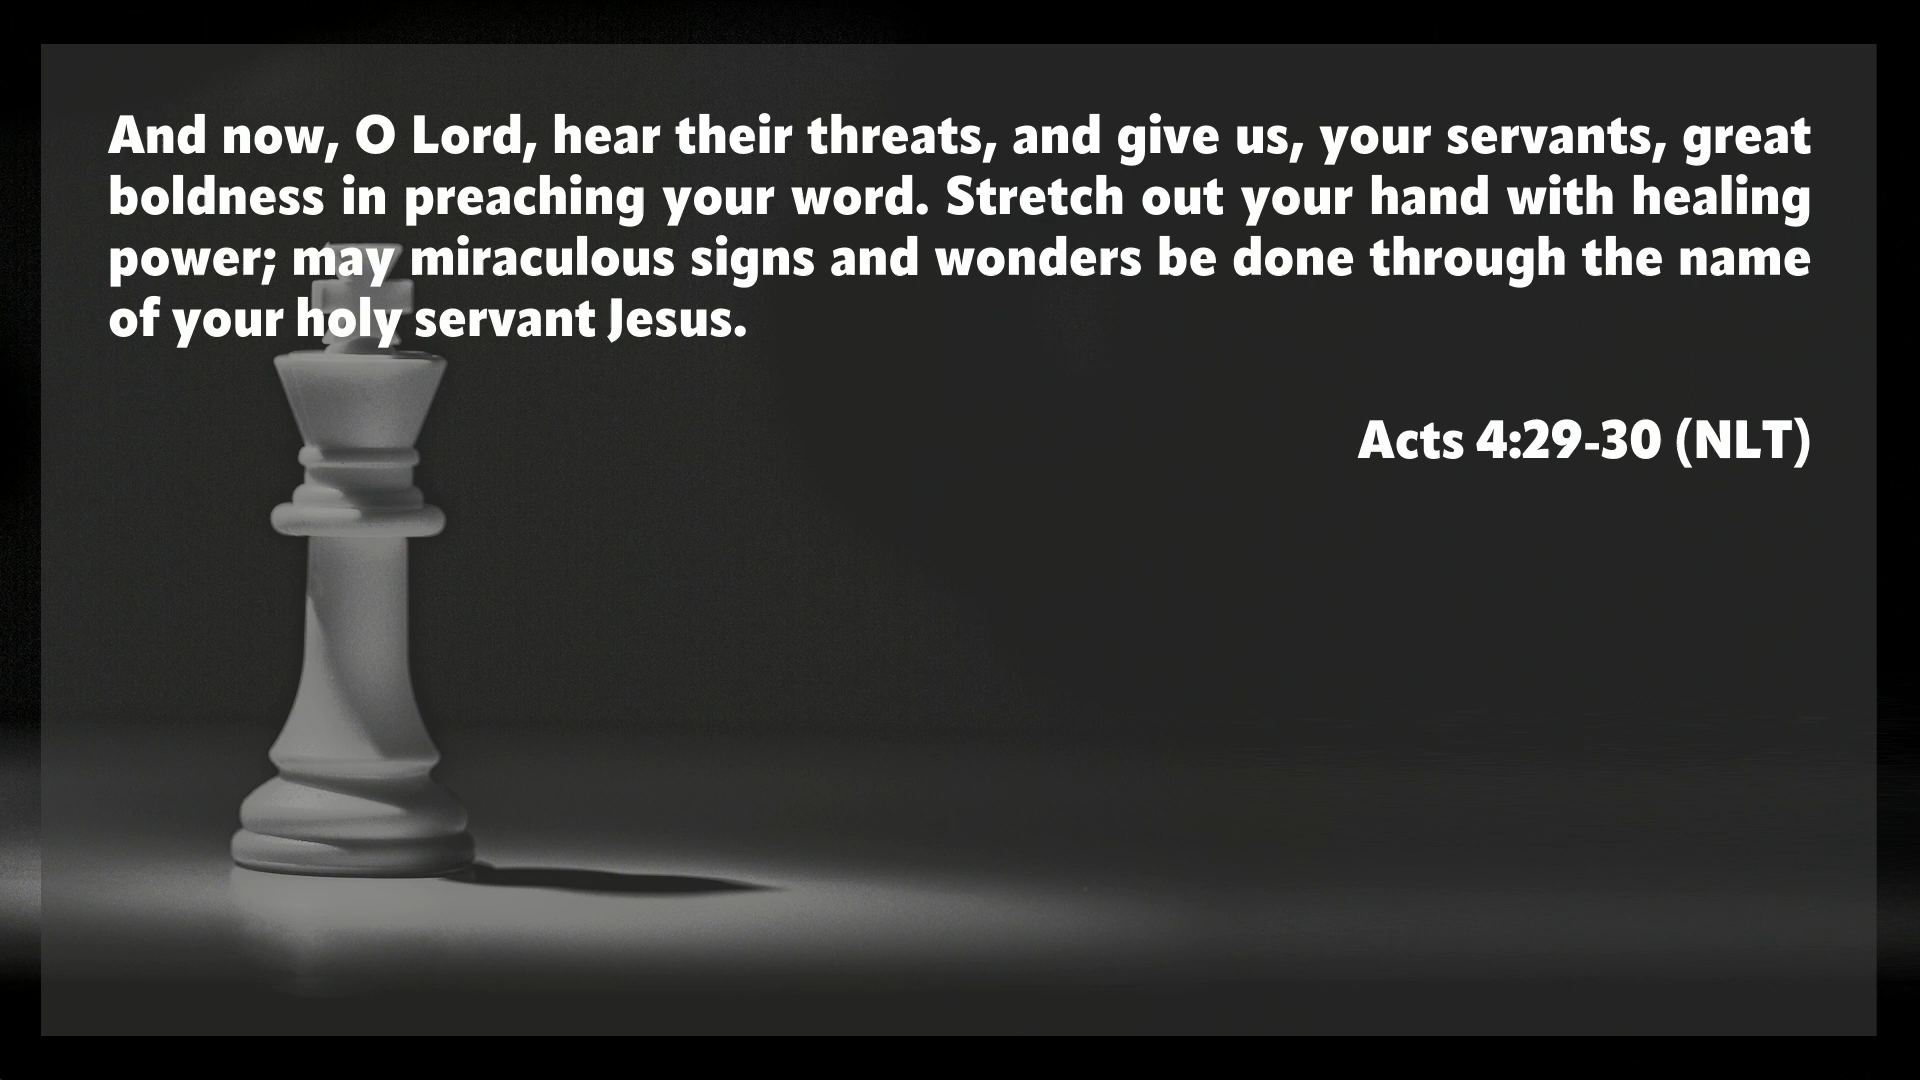 And now, O Lord, hear their threats, and give us, your servants, great
boldness in preaching your word. Stretch out your hand with healing
power; may miraculous signs and wonders be done through the name
of your holy servant Jesus.
Acts 4:29-30 (NLT)